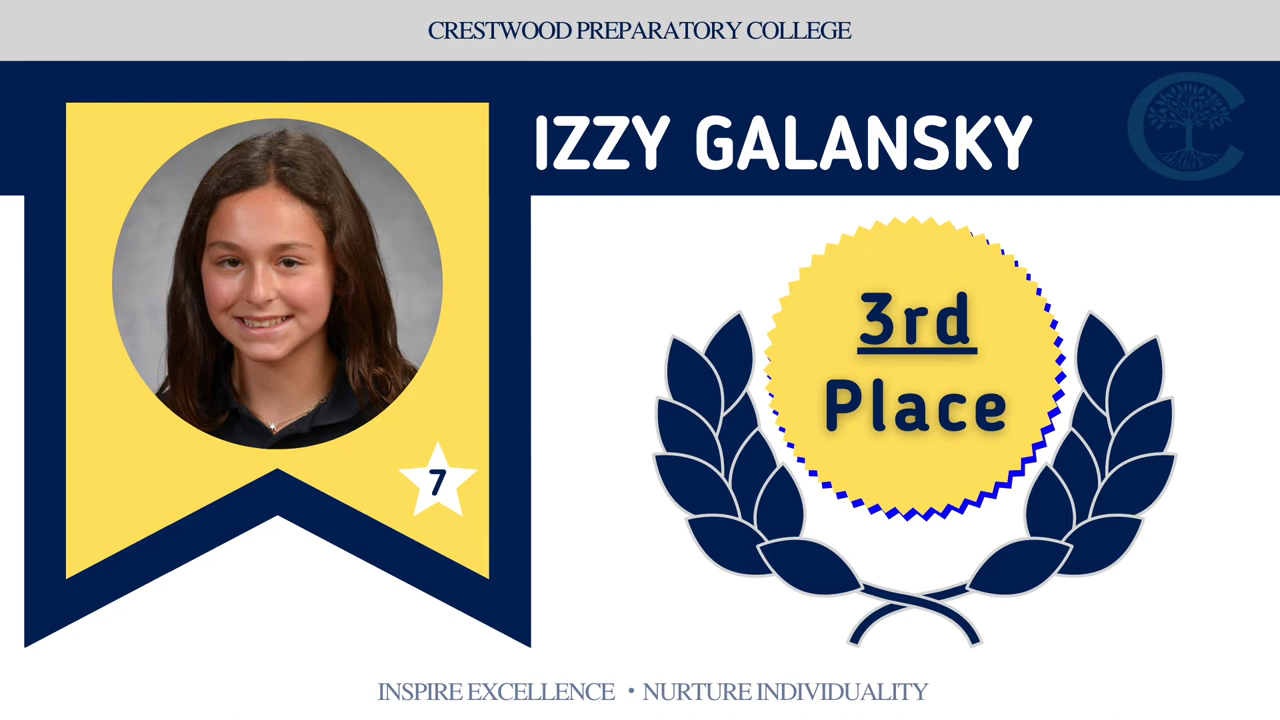 CRESTWOOD PREPARATORY COLLEGE
IZZY GALANSKY
3rd
Place
7
INSPIRE EXCELLENCE • NURTURE INDIVIDUALITY